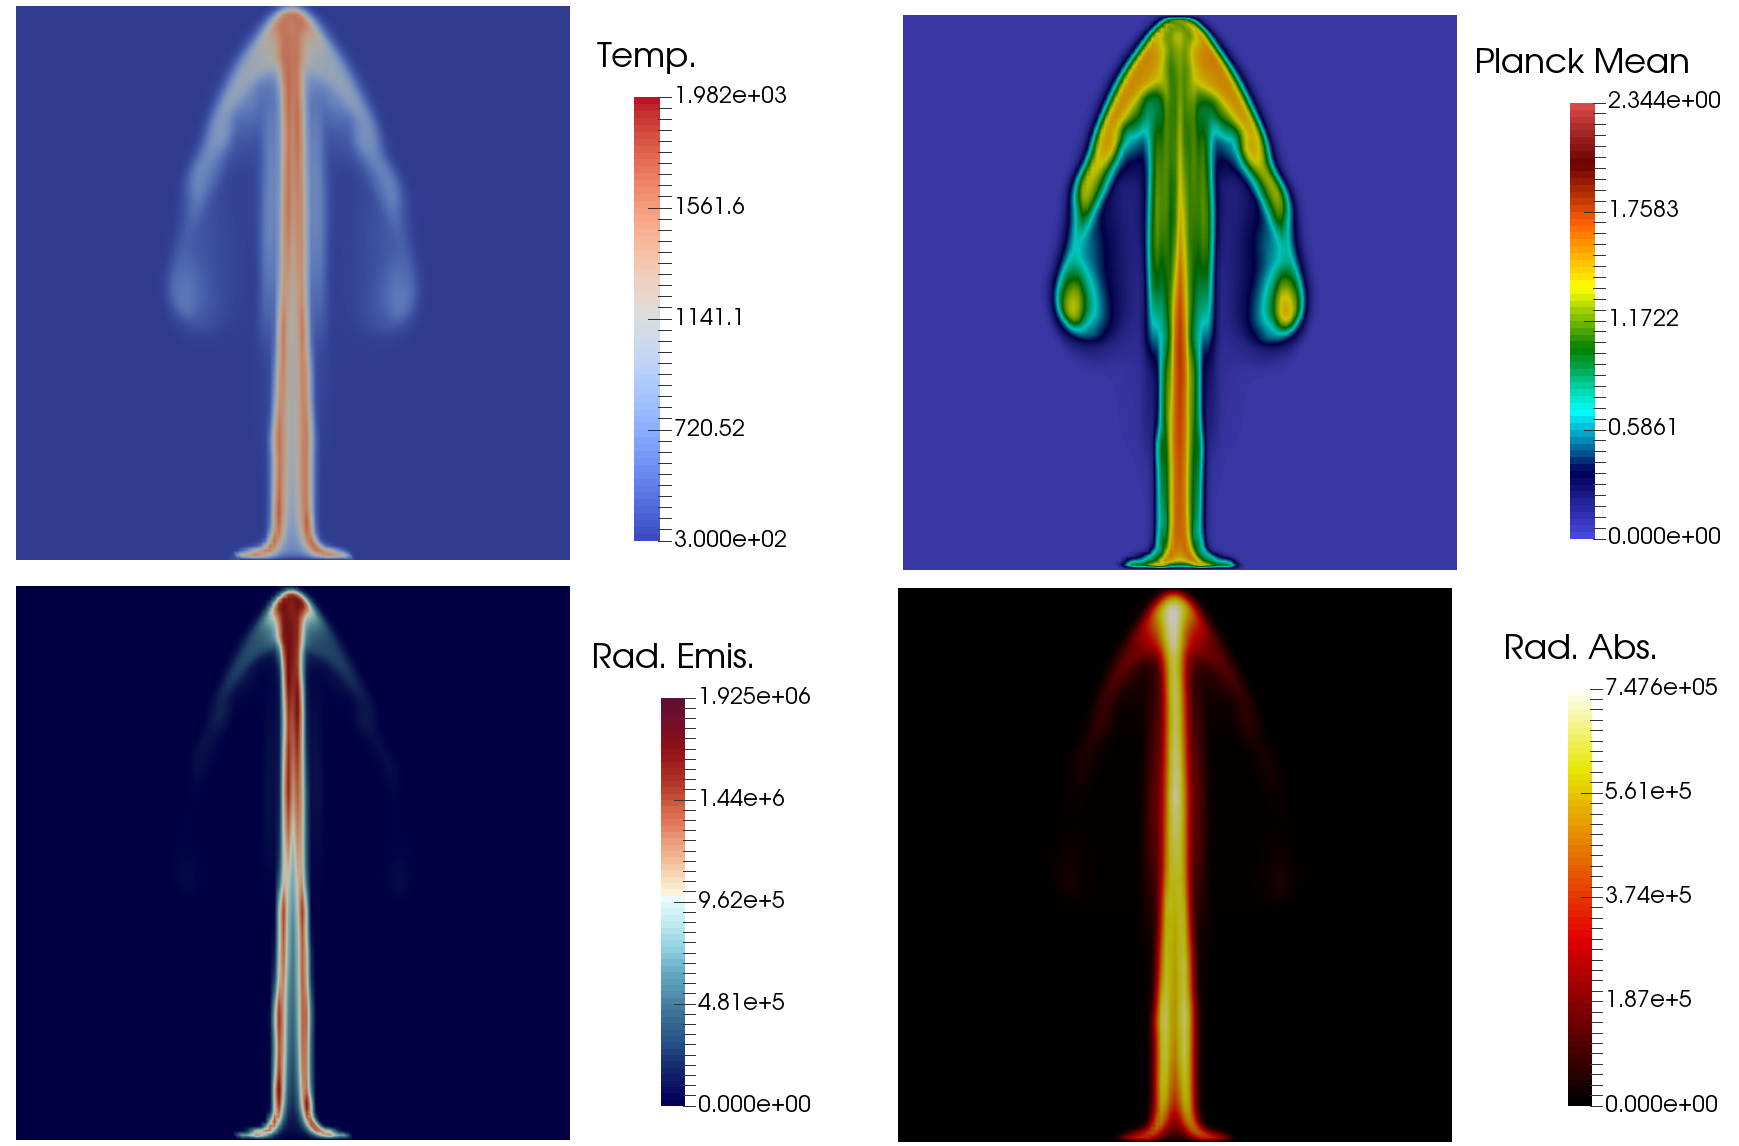 Temp.
1.982e+03
1561.6
1141.1
720.52
3.000e+02
Planck Mean
2.344e+00
1.7583
1.1722
0.5861
0.000e+00
Rad. Emis.
1.925e+06
1.44e+6
9.62e+5
4.81e+5
0.000e+00
Rad. Abs.
7.476e+05
5.61e+5
3.74e+5
1.87e+5
0.000e+00